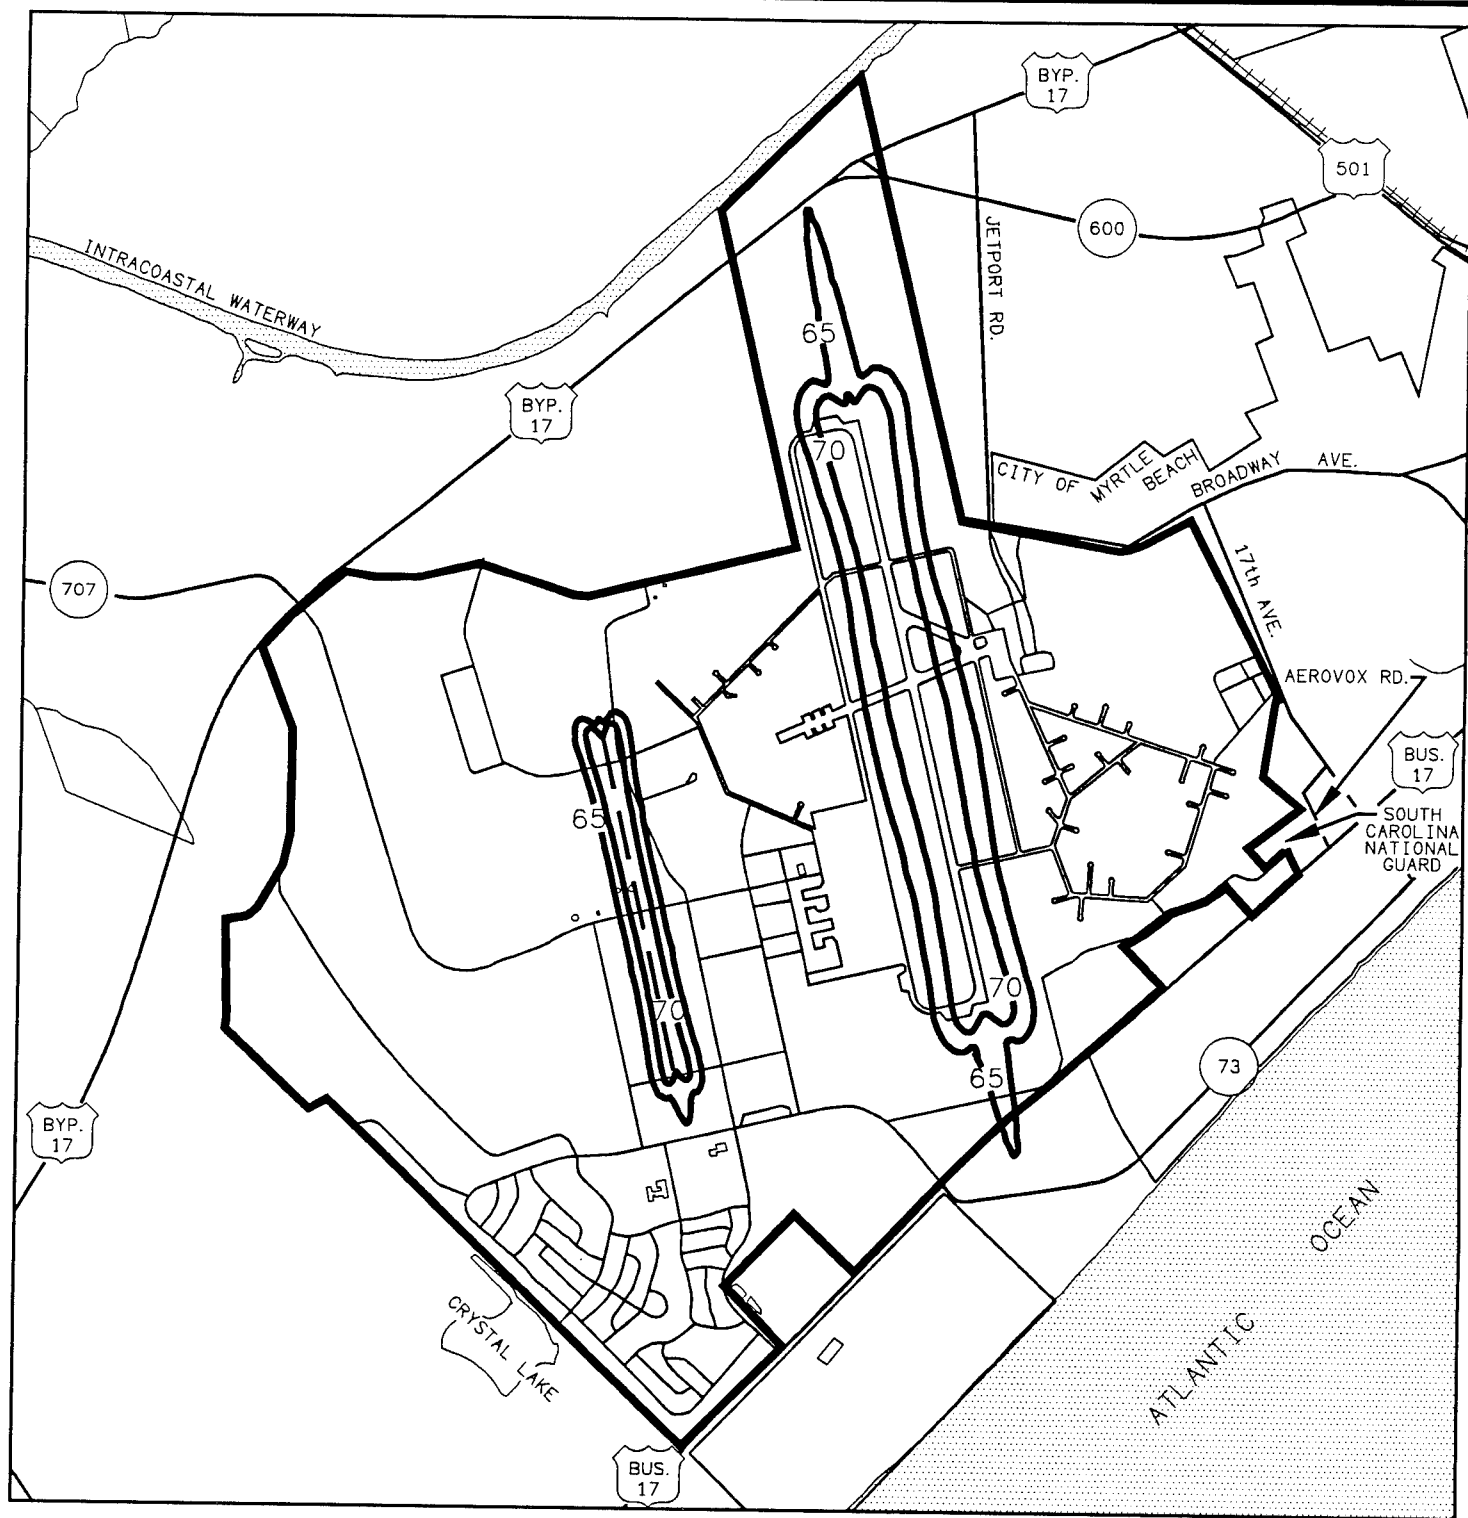 BYP.
17
501
600
JETPORT RD.
INTRACOASTAL WATERWAY
65
BYP.
17
70
CITY OF MYRTLE
BEACH
BROADWAY AVE.
17th AVE.
707
AEROVOX RD.
BUS.
17
65
SOUTH
CAROLINA
NATIONAL
GUARD
70
70
73
65
BYP.
17
OCEAN
ATLANTIC
CRYSTAL LAKE
BUS.
17